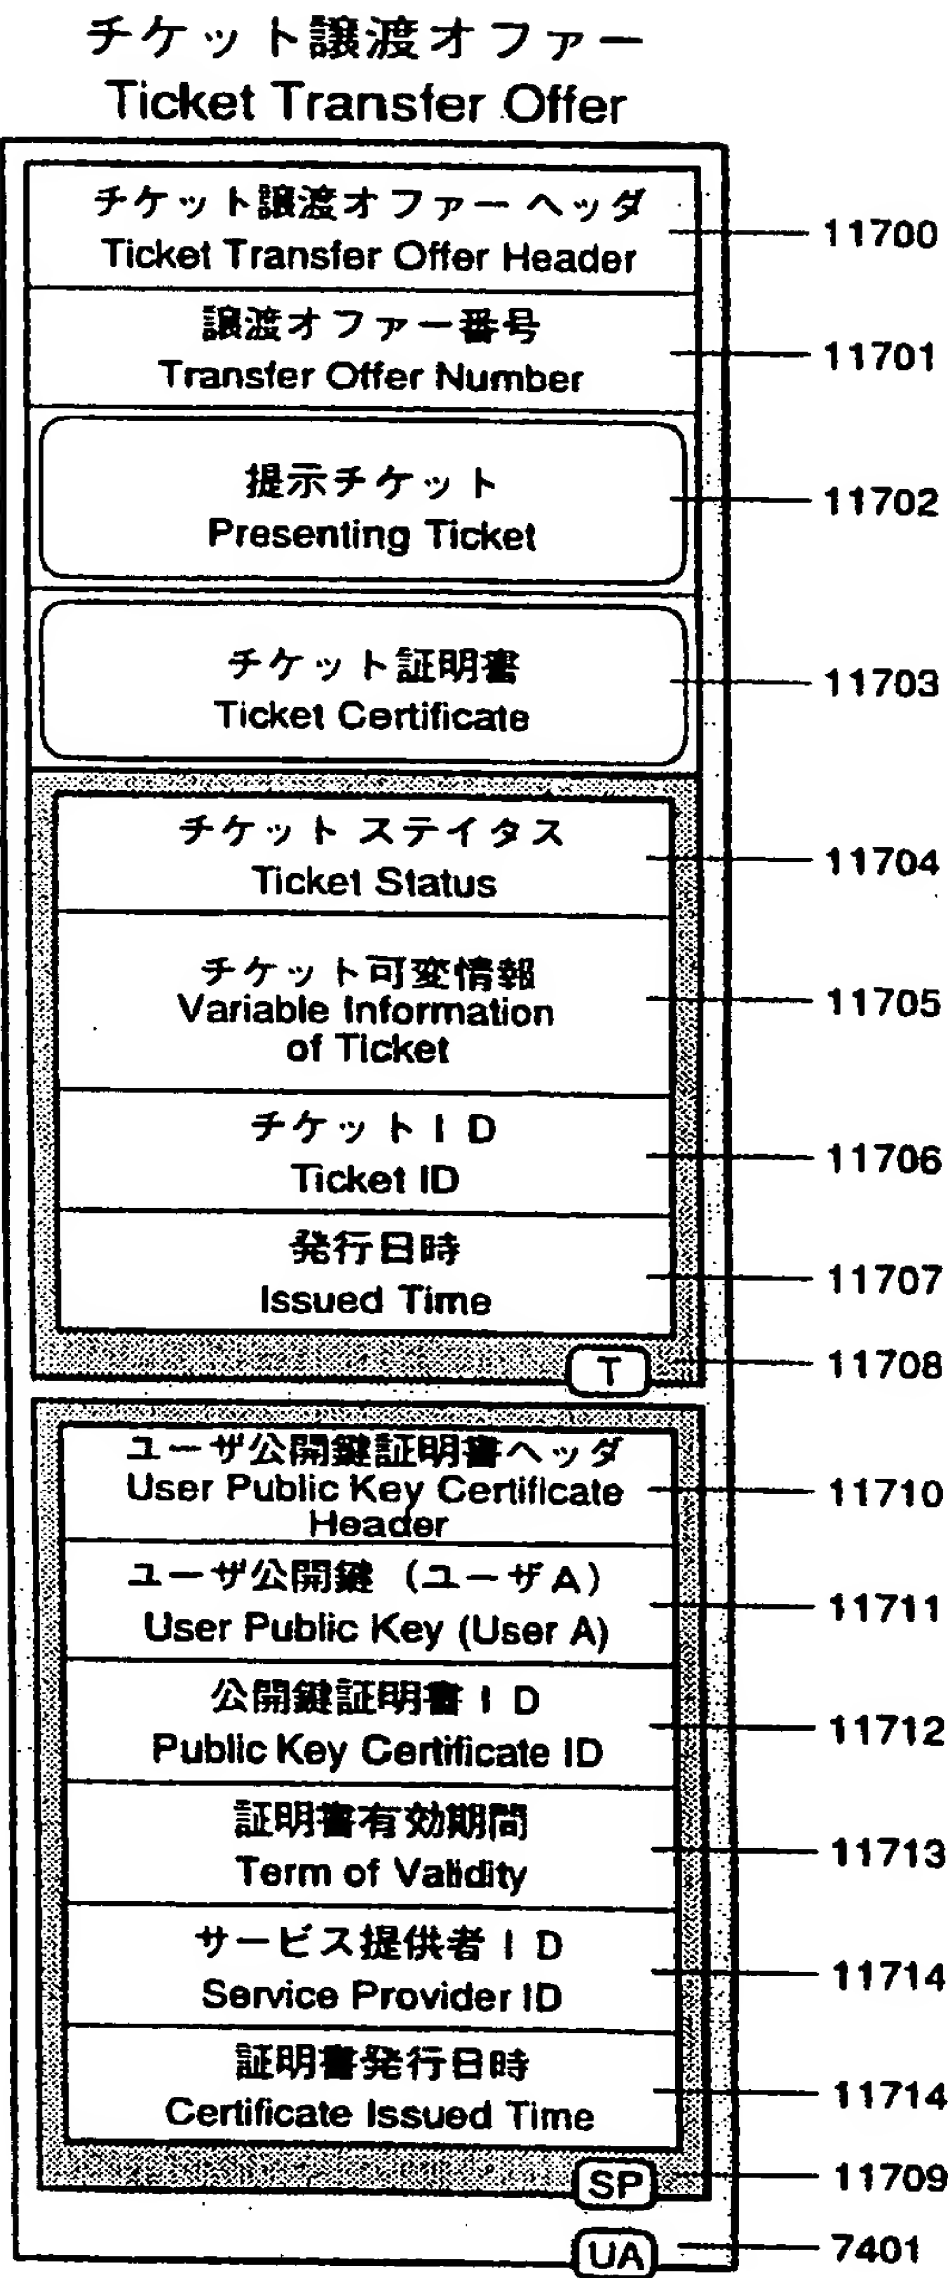 チケット譲渡オファー
Ticket Transfer Offer
チケット譲渡オファー ヘッダ
Ticket Transfer Offer Header
11700
譲渡オファー番号
Transfer Offer Number
11701
提示チケット
Presenting Ticket
11702
チケット証明書
Ticket Certificate
11703
チケット ステイタス
Ticket Status
11704
チケット可変情報
Variable Information
of Ticket
11705
チケットID
Ticket ID
11706
発行日時
Issued Time
11707
T
11708
ユーザ公開鍵証明書ヘッダ
User Public Key Certificate
Header
11710
ユーザ公開鍵（ユーザA）
User Public Key (User A)
11711
公開鍵証明書ID
Public Key Certificate ID
11712
証明書有効期間
Term of Validity
11713
サービス提供者ID
Service Provider ID
11714
証明書発行日時
Certificate Issued Time
11714
SP
11709
UA
7401